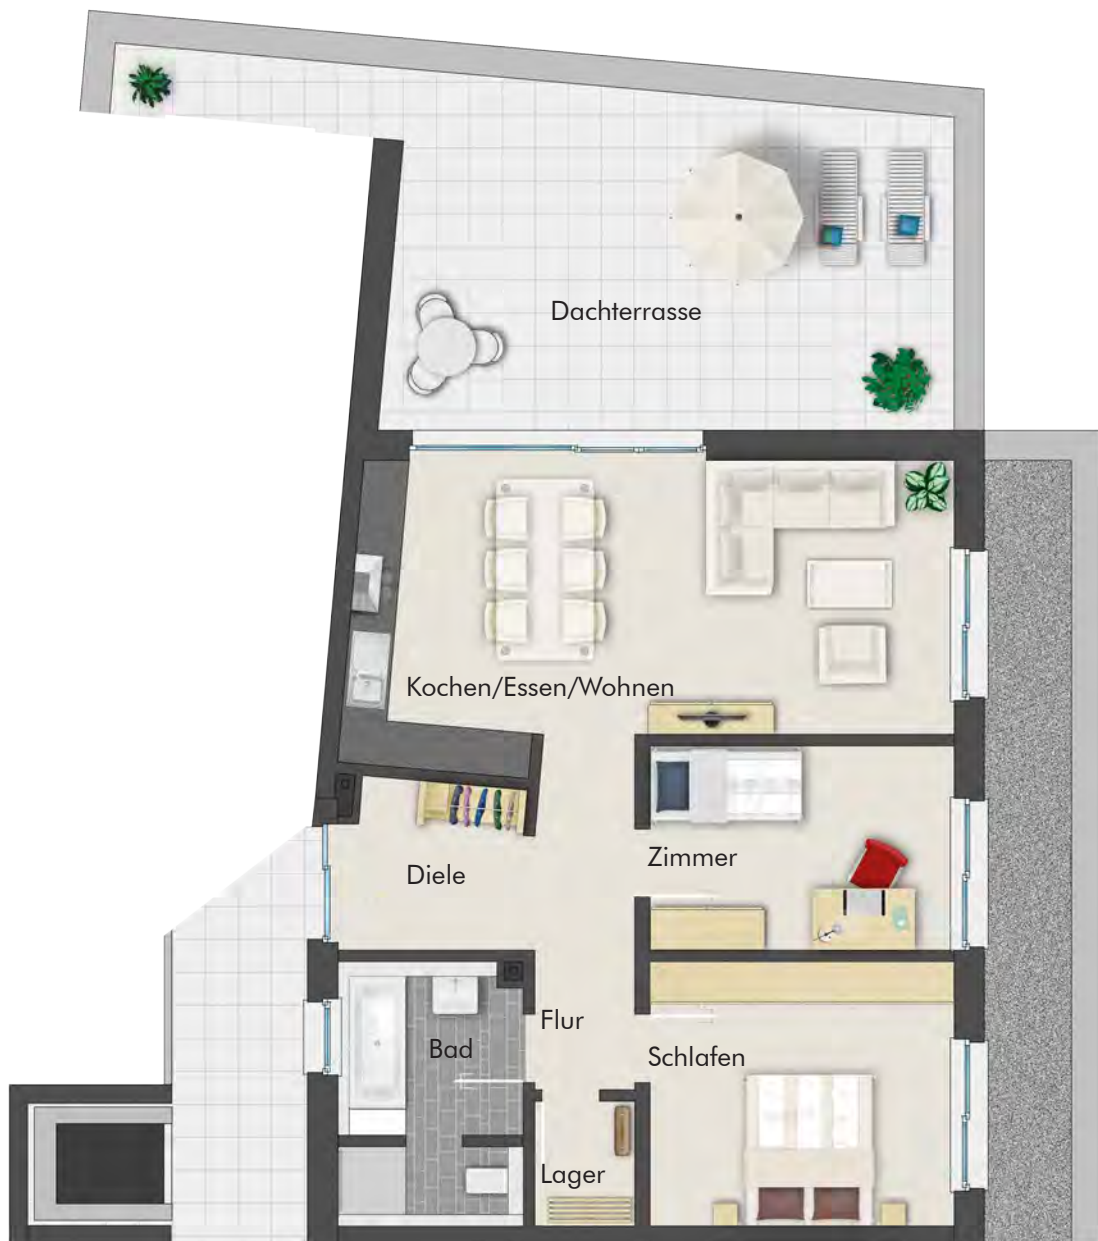 Dachterrasse
Kochen/Essen/Wohnen
Zimmer
Diele
Flur
Bad
Schlafen
Lager